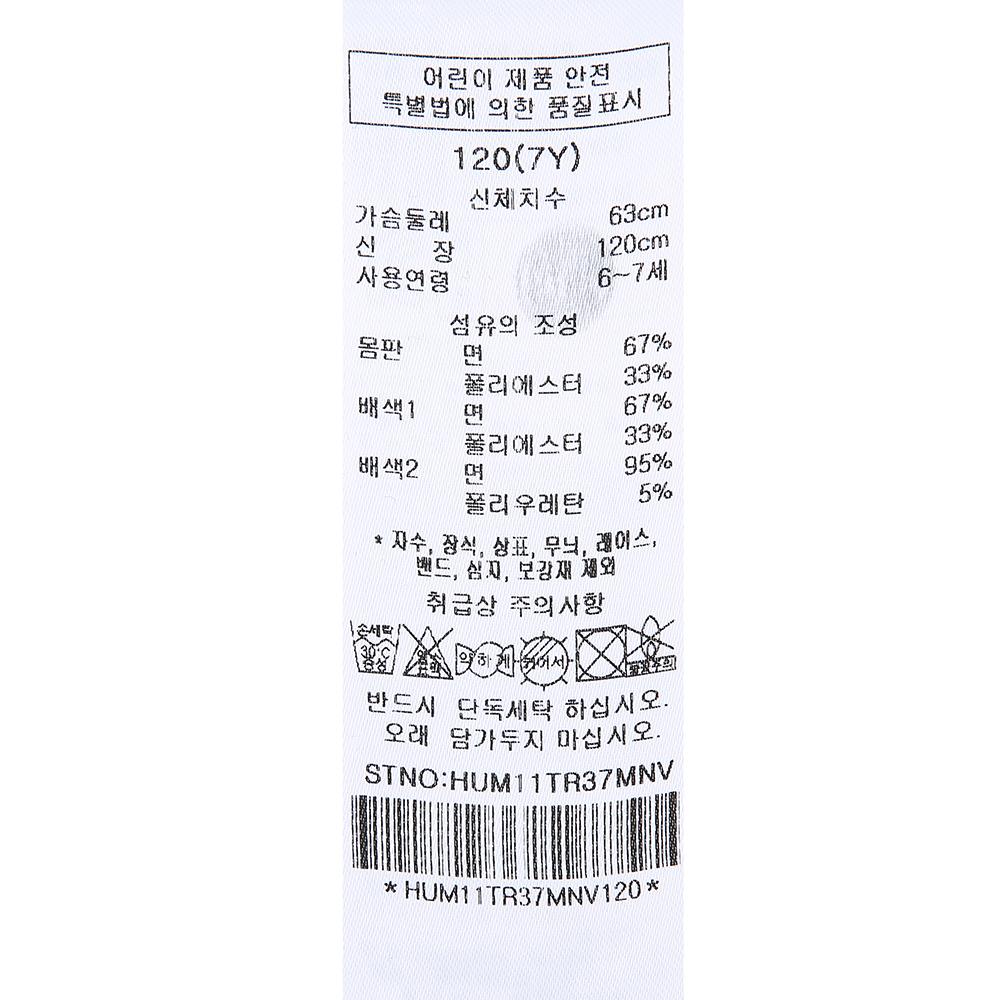 어린이 제품 안전
특별법에 의한 품질표시
120(7Y)
신체치수
가슴둘레 63cm
신 장 120cm
사용연령 6~7세
섬유의 조성
몸판 면 67%
폴리에스터 33%
배색1 면 67%
폴리에스터 33%
배색2 면 95%
폴리우레탄 5%
* 자수, 장식, 상표, 무늬, 레이스,
밴드, 심지, 보강재 제외
취급상 주의사항
손세탁
30℃
중성
약하게
뒤집어서
반드시 단독세탁 하십시오.
오래 담가두지 마십시오.
STNO:HUM11TR37MNV
*HUM11TR37MNV120*